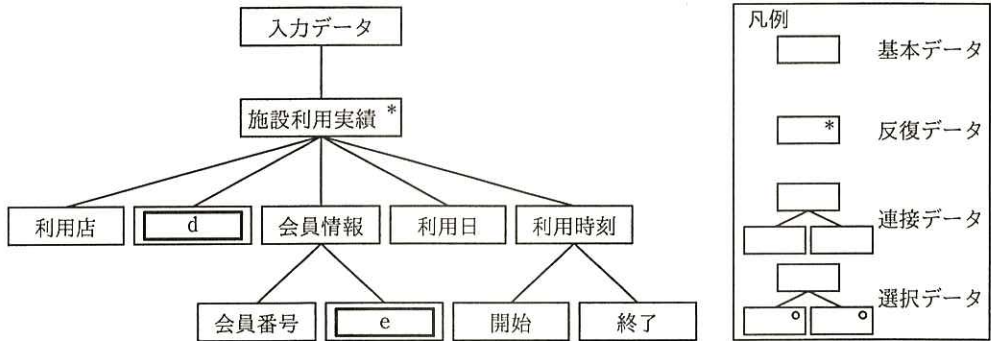 入力データ
施設利用実績 *
利用店
d
会員情報
利用日
利用時刻
会員番号
e
開始
終了
凡例
基本データ
*
反復データ
連接データ
選択データ